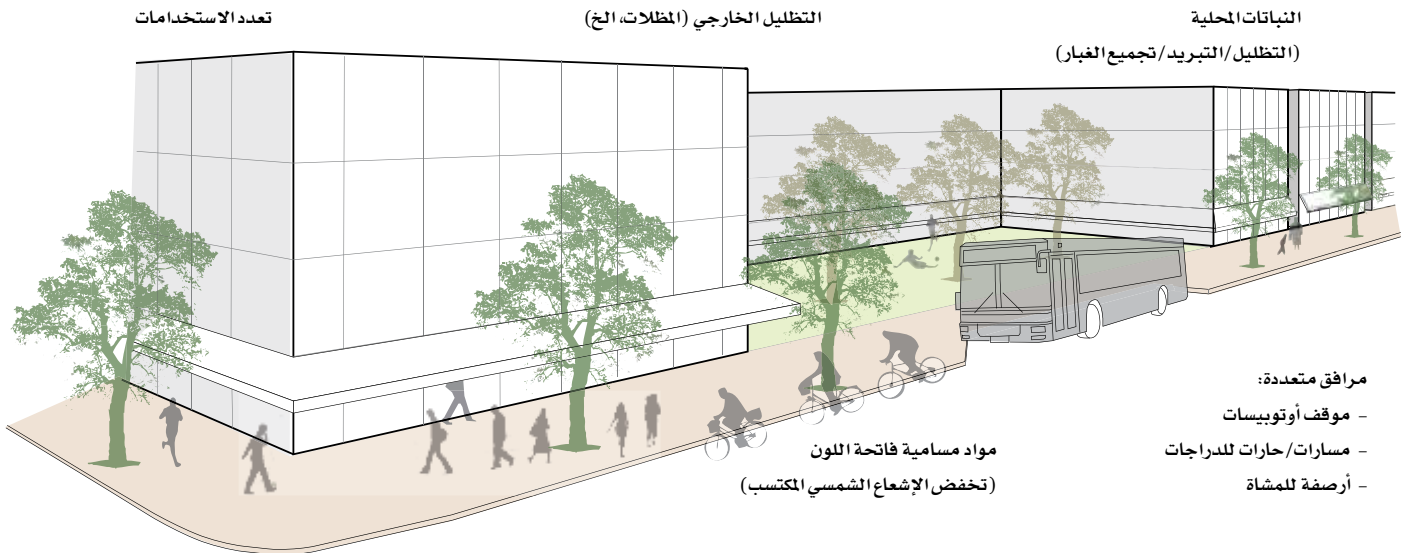 النباتات المحلية
(التظليل/التبريد/تجميع الغبار)
التظليل الخارجي (المظلات، الخ)
تعدد الاستخدامات
مرافق متعددة:
- موقف أوتوبيسات
- مسارات/حارات للدراجات
- أرصفة للمشاة
مواد مسامية فاتحة اللون
(تخفض الإشعاع الشمسي المكتسب)